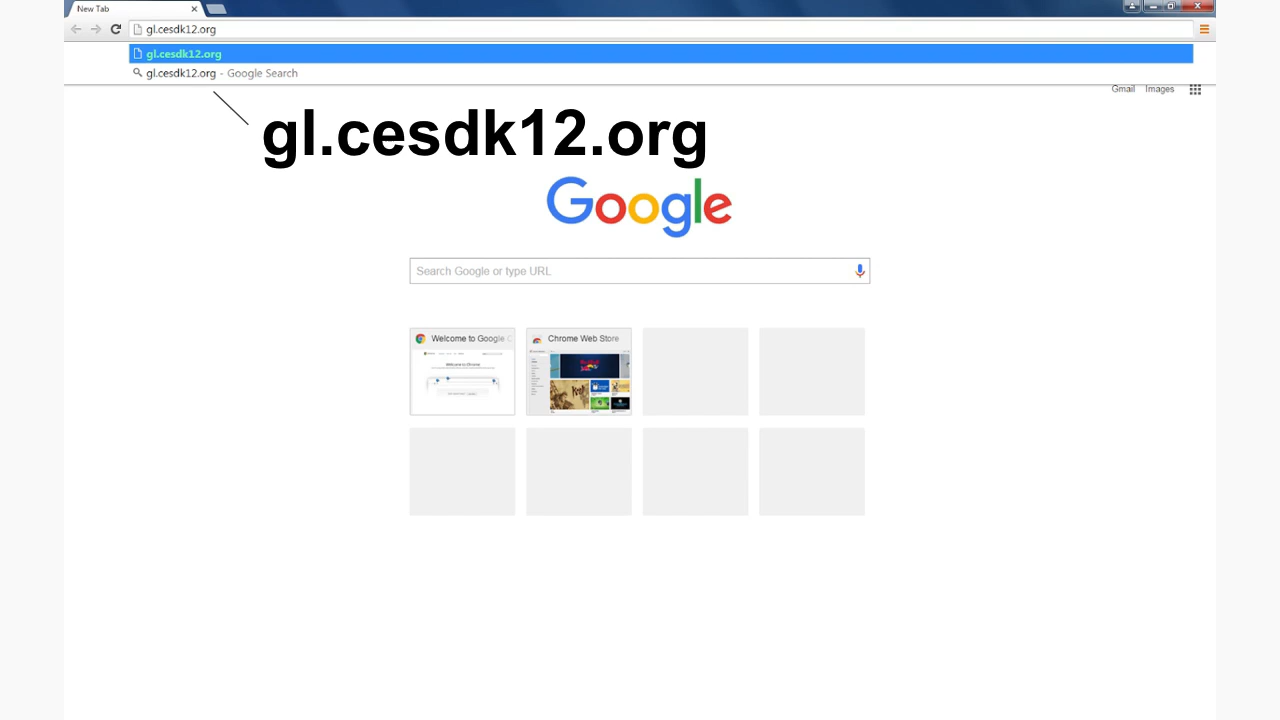 New Tab
gl.cesdk12.org
gl.cesdk12.org
gl.cesdk12.org - Google Search
Gmail Images
gl.cesdk12.org
Google
Search Google or type URL
Welcome to Google C
Chrome Web Store